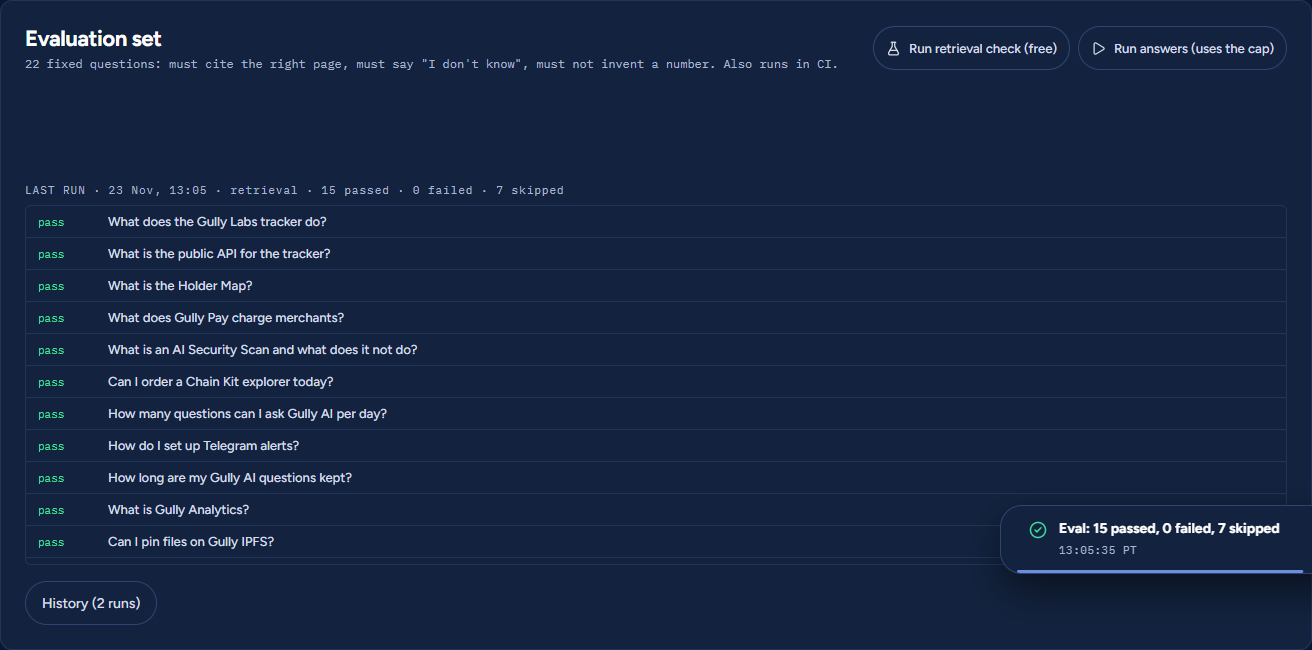 Evaluation set
22 fixed questions: must cite the right page, must say "I don't know", must not invent a number. Also runs in CI.
Run retrieval check (free)
Run answers (uses the cap)
LAST RUN · 23 Nov, 13:05 · retrieval · 15 passed · 0 failed · 7 skipped
pass What does the Gully Labs tracker do?
pass What is the public API for the tracker?
pass What is the Holder Map?
pass What does Gully Pay charge merchants?
pass What is an AI Security Scan and what does it not do?
pass Can I order a Chain Kit explorer today?
pass How many questions can I ask Gully AI per day?
pass How do I set up Telegram alerts?
pass How long are my Gully AI questions kept?
pass What is Gully Analytics?
pass Can I pin files on Gully IPFS?
Eval: 15 passed, 0 failed, 7 skipped
13:05:35 PT
History (2 runs)